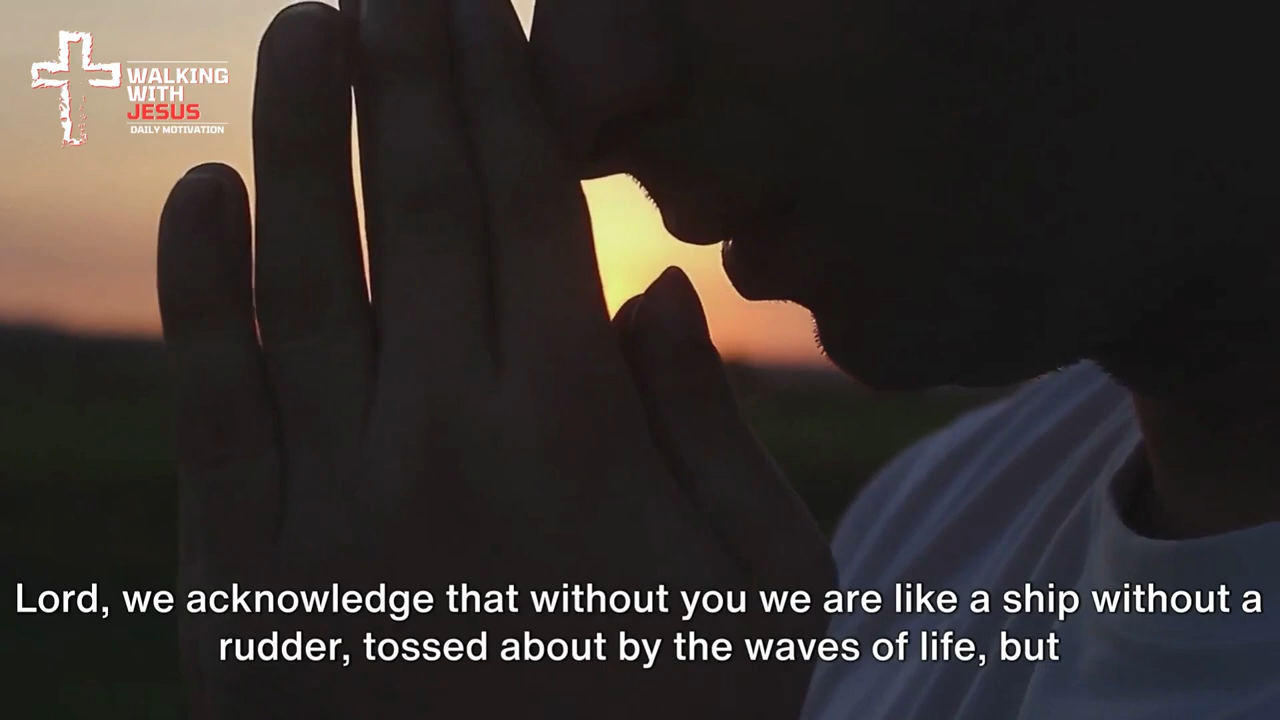 WALKING
WITH
JESUS
DAILY MOTIVATION
Lord, we acknowledge that without you we are like a ship without a
rudder, tossed about by the waves of life, but